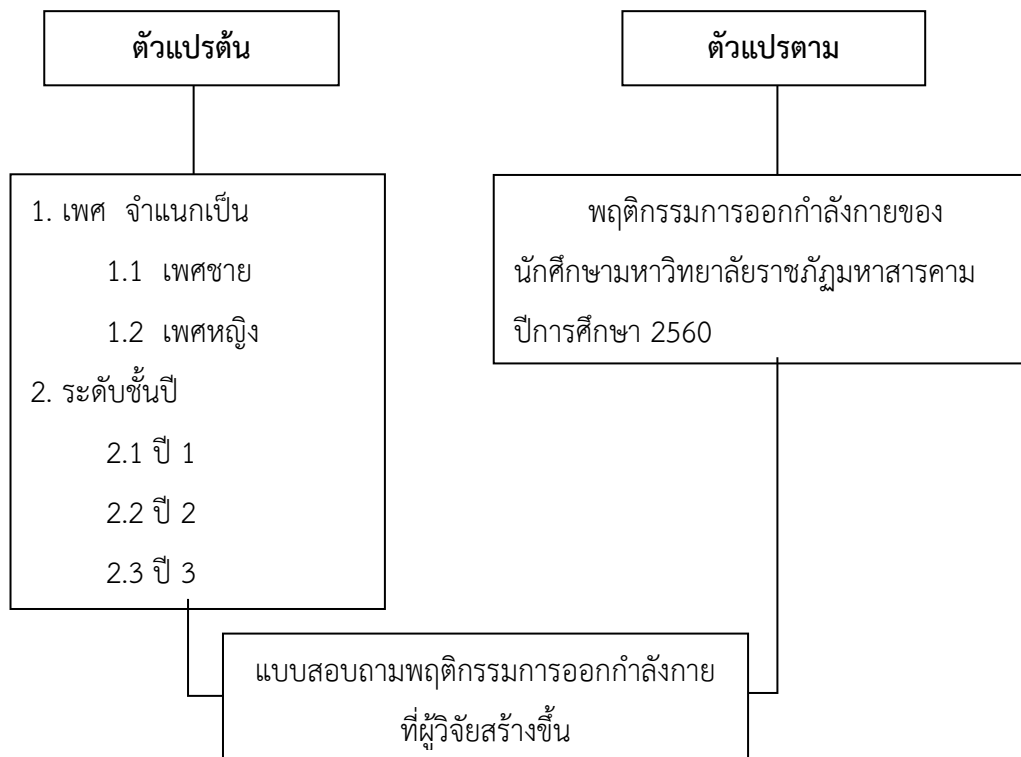 ตัวแปรต้น
ตัวแปรตาม
1. เพศ จำแนกเป็น
1.1 เพศชาย
1.2 เพศหญิง
2. ระดับชั้นปี
2.1 ปี 1
2.2 ปี 2
2.3 ปี 3
พฤติกรรมการออกกำลังกายของ
นักศึกษามหาวิทยาลัยราชภัฏมหาสารคาม
ปีการศึกษา 2560
แบบสอบถามพฤติกรรมการออกกำลังกาย
ที่ผู้วิจัยสร้างขึ้น